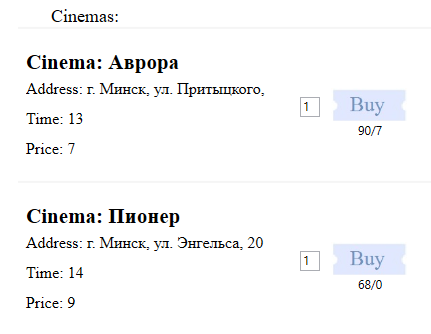 Cinemas:
Cinema: Аврора
Address: г. Минск, ул. Притыцкого,
Time: 13
Price: 7
1
Buy
90/7
Cinema: Пионер
Address: г. Минск, ул. Энгельса, 20
Time: 14
Price: 9
1
Buy
68/0